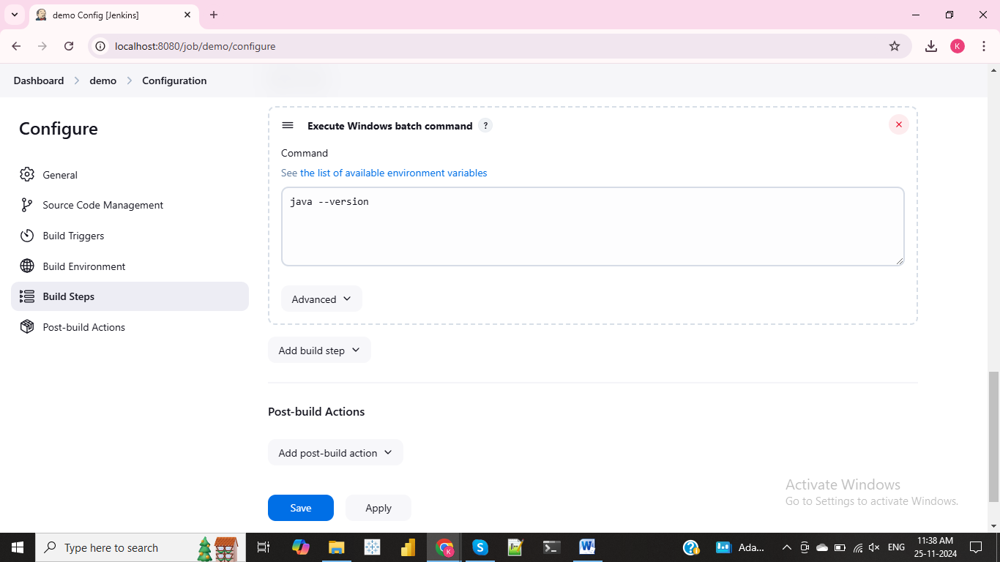 demo Config [Jenkins]
localhost:8080/job/demo/configure
K
Dashboard
demo
Configuration
Configure
General
Source Code Management
Build Triggers
Build Environment
Build Steps
Post-build Actions
Execute Windows batch command ?
Command
See the list of available environment variables
java --version
Advanced
Add build step
Post-build Actions
Add post-build action
Save
Apply
Activate Windows
Go to Settings to activate Windows.
Type here to search
Ada...
ENG
11:38 AM
25-11-2024